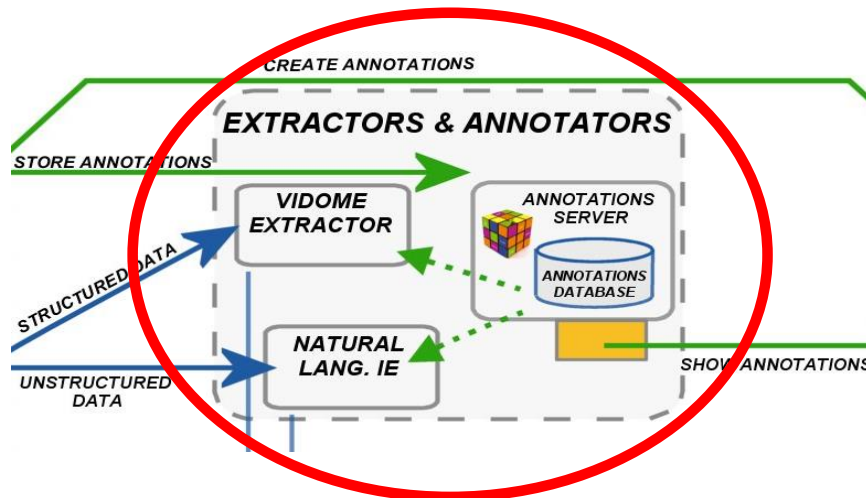 CREATE ANNOTATIONS
EXTRACTORS & ANNOTATORS
STORE ANNOTATIONS
VIDOME
EXTRACTOR
ANNOTATIONS
SERVER
ANNOTATIONS
DATABASE
STRUCTURED DATA
NATURAL
LANG. IE
UNSTRUCTURED
DATA
SHOW ANNOTATIONS